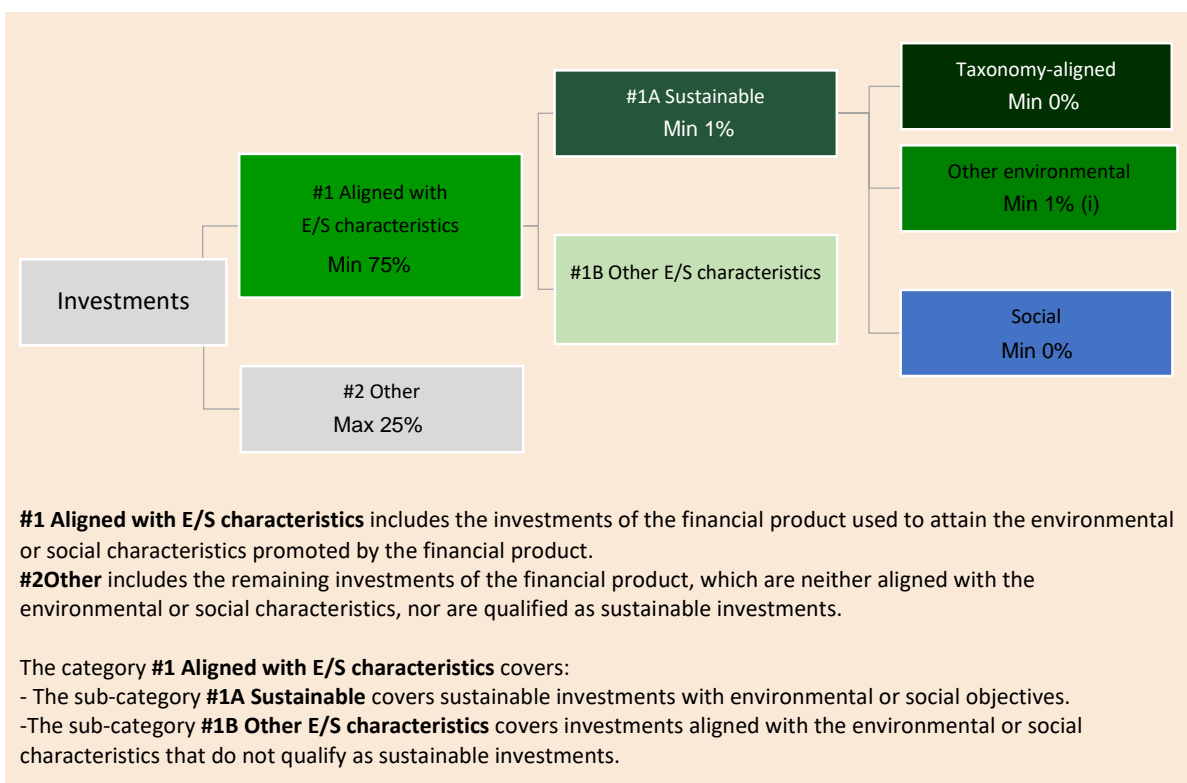 Investments
#1 Aligned with
E/S characteristics
Min 75%
#2 Other
Max 25%
#1A Sustainable
Min 1%
#1B Other E/S characteristics
Taxonomy-aligned
Min 0%
Other environmental
Min 1% (i)
Social
Min 0%
#1 Aligned with E/S characteristics includes the investments of the financial product used to attain the environmental
or social characteristics promoted by the financial product.
#2Other includes the remaining investments of the financial product, which are neither aligned with the
environmental or social characteristics, nor are qualified as sustainable investments.
The category #1 Aligned with E/S characteristics covers:
- The sub-category #1A Sustainable covers sustainable investments with environmental or social objectives.
-The sub-category #1B Other E/S characteristics covers investments aligned with the environmental or social
characteristics that do not qualify as sustainable investments.